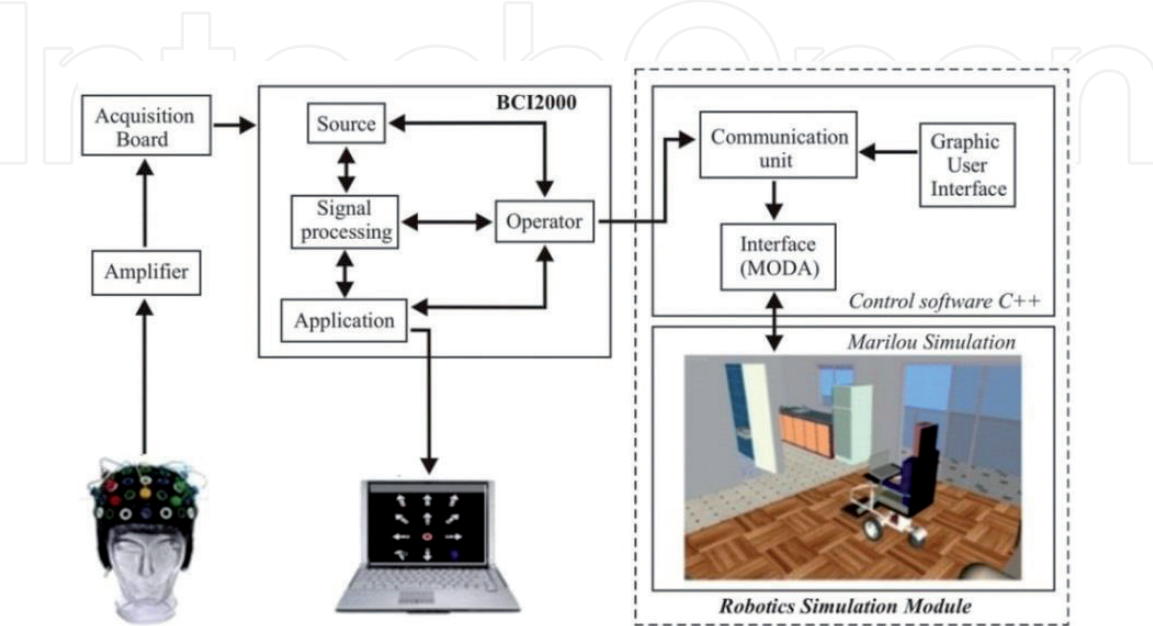 IntechOpen
BCI2000
Acquisition
Board
Source
Communication
unit
Graphic
User
Interface
Signal
processing
Operator
Amplifier
Interface
(MODA)
Application
Control software C++
Marilou Simulation
Robotics Simulation Module